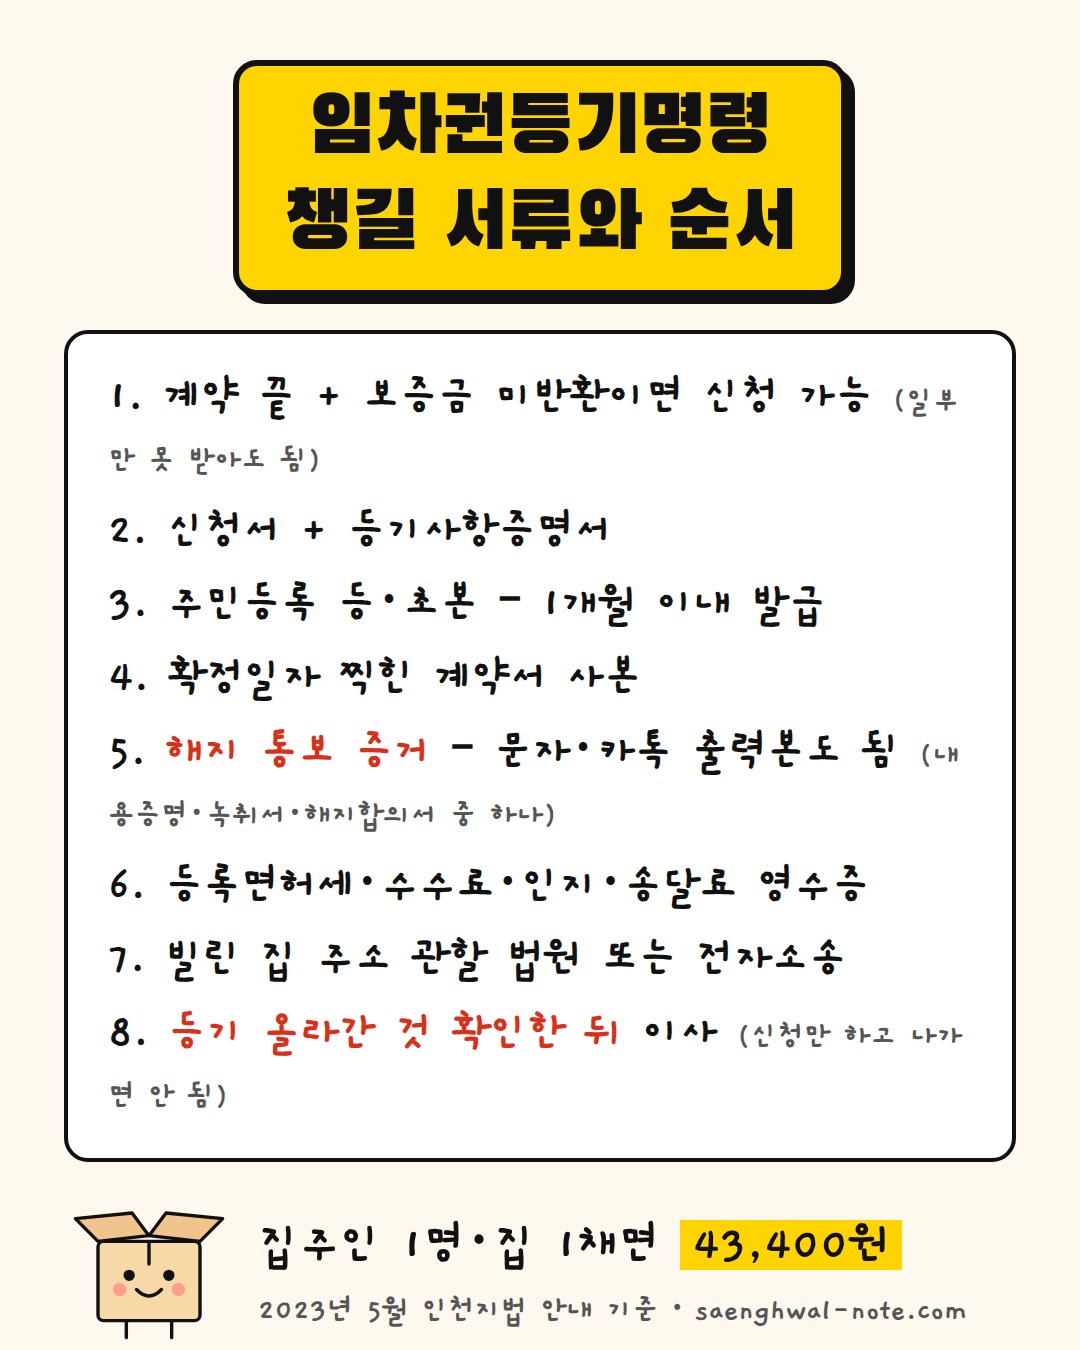 임차권등기명령
챙길 서류와 순서
1. 계약 끝 + 보증금 미반환이면 신청 가능 (일부
만 못 받아도 됨)
2. 신청서 + 등기사항증명서
3. 주민등록 등·초본 - 1개월 이내 발급
4. 확정일자 찍힌 계약서 사본
5. 해지 통보 증거 - 문자·카톡 출력본도 됨 (내
용증명·녹취서·해지합의서 중 하나)
6. 등록면허세·수수료·인지·송달료 영수증
7. 빌린 집 주소 관할 법원 또는 전자소송
8. 등기 올라간 것 확인한 뒤 이사 (신청만 하고 나가
면 안 됨)
집주인 1명·집 1채면 43,400원
2023년 5월 인천지법 안내 기준 · saenghwal-note.com